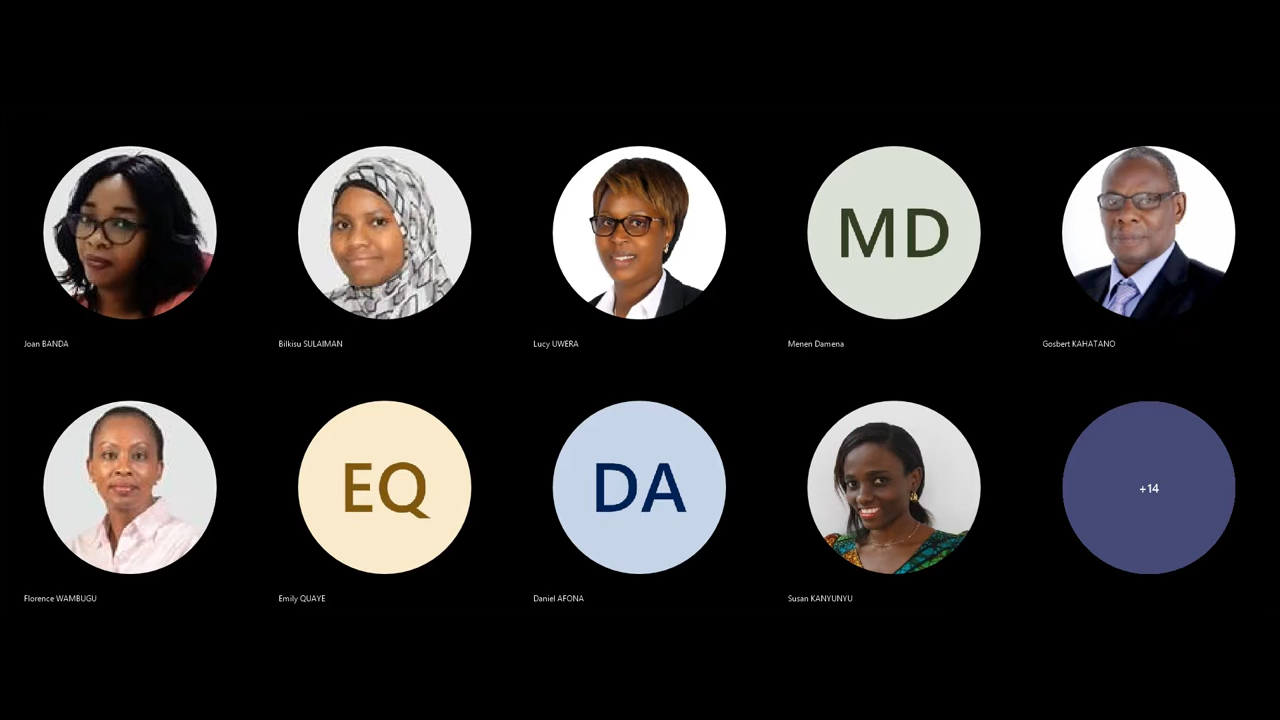 MD
Joan BANDA
Bilkisu SULAIMAN
Lucy UWERA
Menen Damena
Gosbert KAHATANO
EQ
DA
+14
Florence WAMBUGU
Emily QUAYE
Daniel AFONA
Susan KANYUNYU